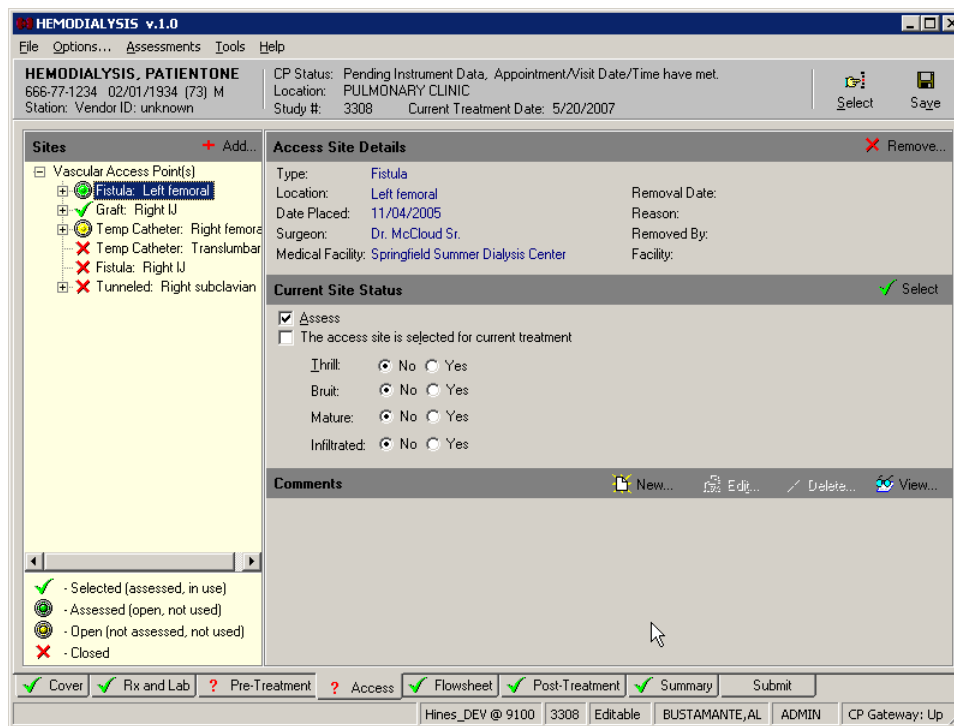 HEMODIALYSIS v.1.0
File Options... Assessments Tools Help
HEMODIALYSIS, PATIENTONE
666-77-1234 02/01/1934 (73) M
Station: Vendor ID: unknown
CP Status: Pending Instrument Data, Appointment/Visit Date/Time have met.
Location: PULMONARY CLINIC
Study #: 3308 Current Treatment Date: 5/20/2007
Select Save
Sites Add...
Vascular Access Point(s)
Fistula: Left femoral
Graft: Right IJ
Temp Catheter: Right femora
Temp Catheter: Translumbar
Fistula: Right IJ
Tunneled: Right subclavian
- Selected (assessed, in use)
- Assessed (open, not used)
- Open (not assessed, not used)
- Closed
Access Site Details Remove...
Type: Fistula
Location: Left femoral Removal Date:
Date Placed: 11/04/2005 Reason:
Surgeon: Dr. McCloud Sr. Removed By:
Medical Facility: Springfield Summer Dialysis Center Facility:
Current Site Status Select
Assess
The access site is selected for current treatment
Thrill: No Yes
Bruit: No Yes
Mature: No Yes
Infiltrated: No Yes
Comments New... Edit... Delete... View...
Cover Rx and Lab ? Pre-Treatment ? Access Flowsheet Post-Treatment Summary Submit
Hines_DEV @ 9100 3308 Editable BUSTAMANTE,AL ADMIN CP Gateway: Up